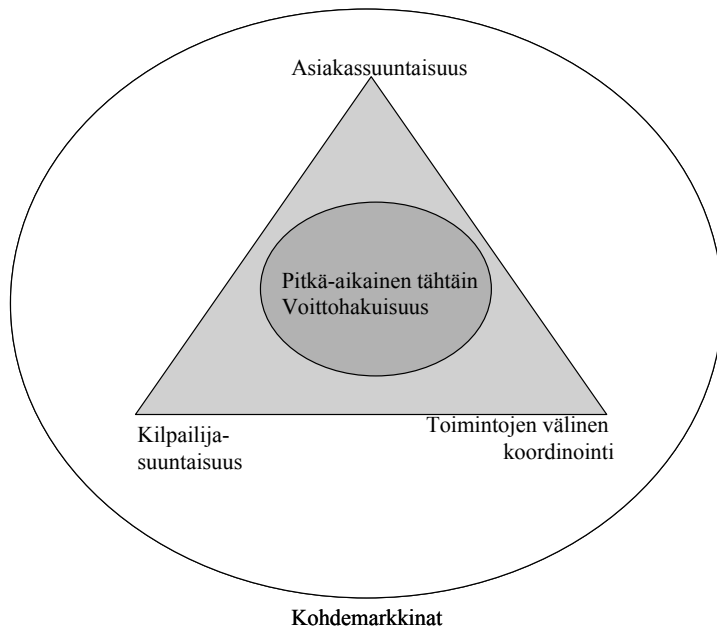 Asiakassuuntaisuus
Pitkä-aikainen tähtäin
Voittohakuisuus
Kilpailija-
suuntaisuus
Toimintojen välinen
koordinointi
Kohdemarkkinat